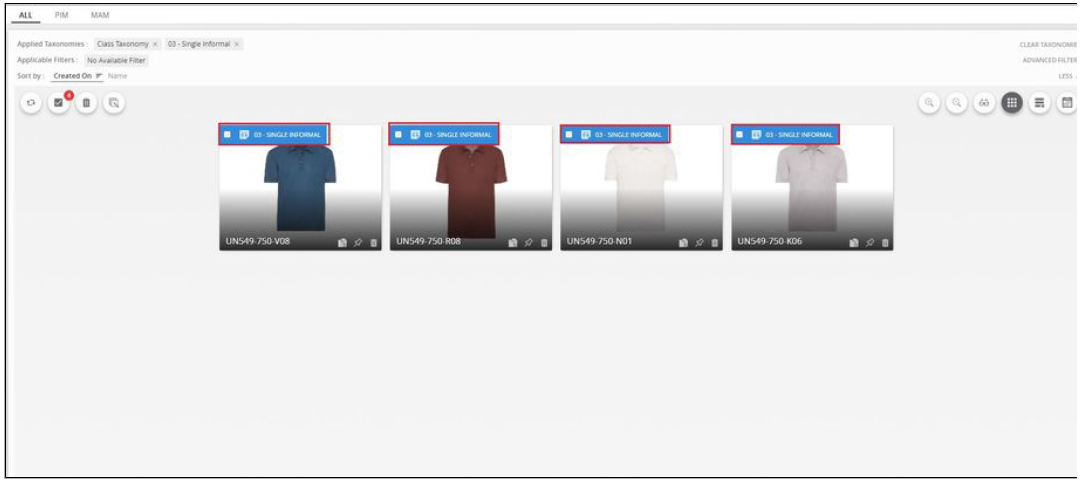 ALL PIM MAM
Applied Taxonomies : Class Taxonomy × 03 - Single Informal × CLEAR TAXONOMIE
Applicable Filters : No Available Filter ADVANCED FILTER
Sort by : Created On Name LESS
4
03 - SINGLE INFORMAL 03 - SINGLE INFORMAL 03 - SINGLE INFORMAL 03 - SINGLE INFORMAL
UN549-750-V08 UN549-750-R08 UN549-750-N01 UN549-750-K06